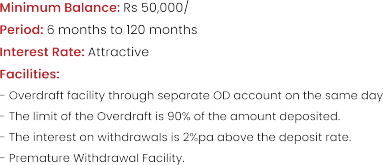 Minimum Balance: Rs 50,000/
Period: 6 months to 120 months
Interest Rate: Attractive
Facilities:
- Overdraft facility through separate OD account on the same day
- The limit of the Overdraft is 90% of the amount deposited.
- The interest on withdrawals is 2%pa above the deposit rate.
- Premature Withdrawal Facility.